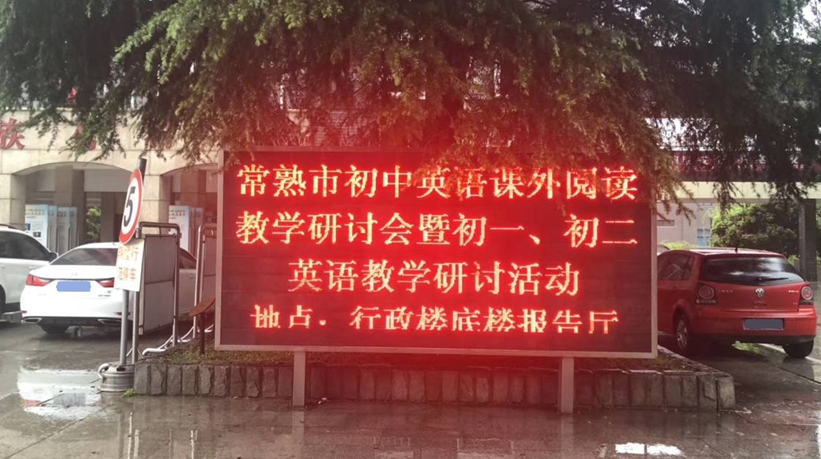 常熟市初中英语课外阅读
教学研讨会暨初一、初二
英语教学研讨活动
地点：行政楼底楼报告厅
5
族